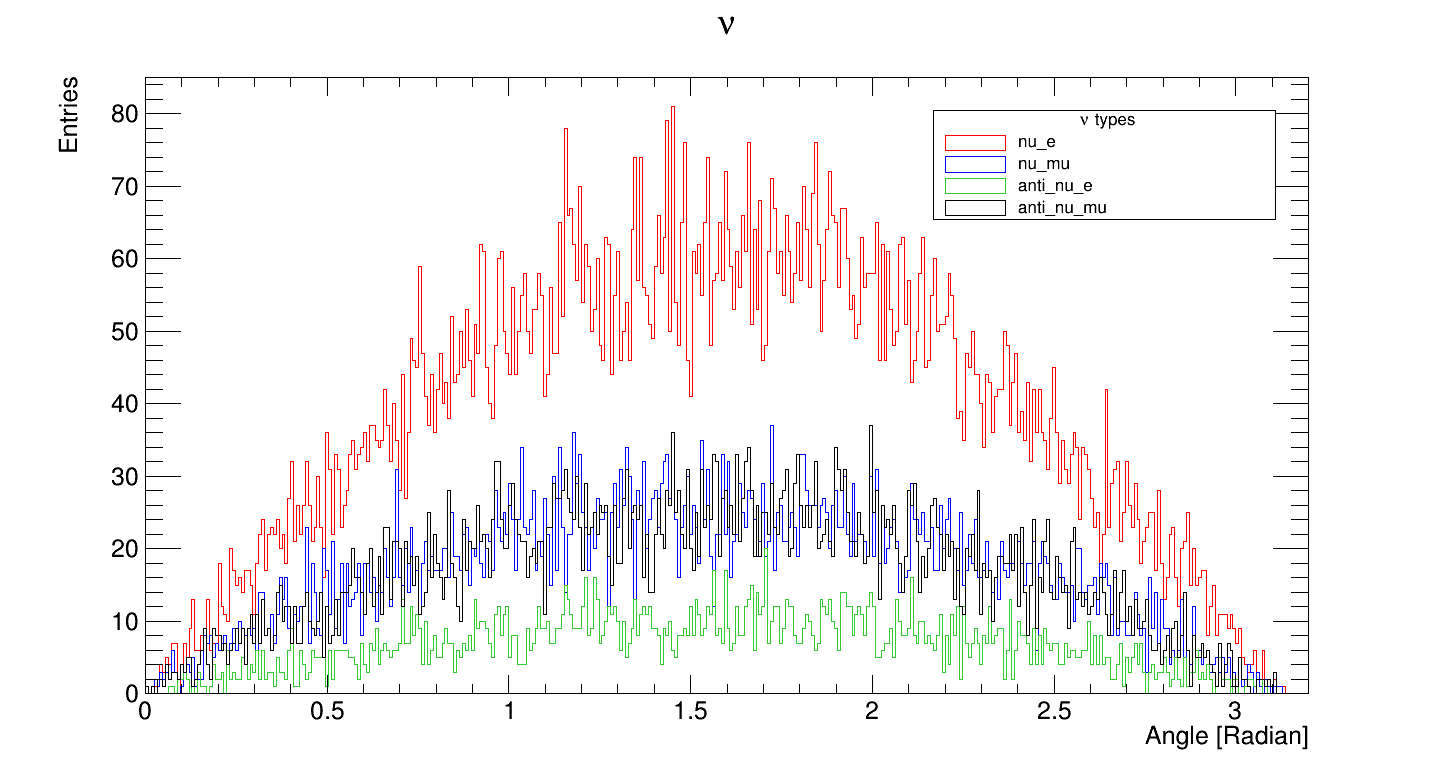 ν
Entries
80
70
60
50
40
30
20
10
0
ν types
nu_e
nu_mu
anti_nu_e
anti_nu_mu
0 0.5 1 1.5 2 2.5 3
Angle [Radian]